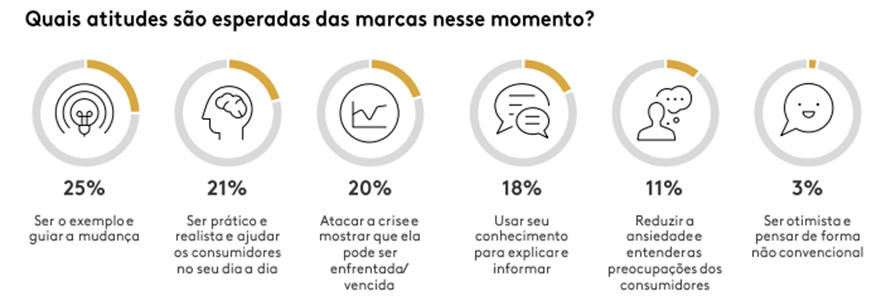 Quais atitudes são esperadas das marcas nesse momento?
25%
Ser o exemplo e
guiar a mudança
21%
Ser prático e
realista e ajudar
os consumidores
no seu dia a dia
20%
Atacar a crise e
mostrar que ela
pode ser
enfrentada/
vencida
18%
Usar seu
conhecimento
para explicar e
informar
11%
Reduzir a
ansiedade e
entender as
preocupações dos
consumidores
3%
Ser otimista e
pensar de forma
não convencional